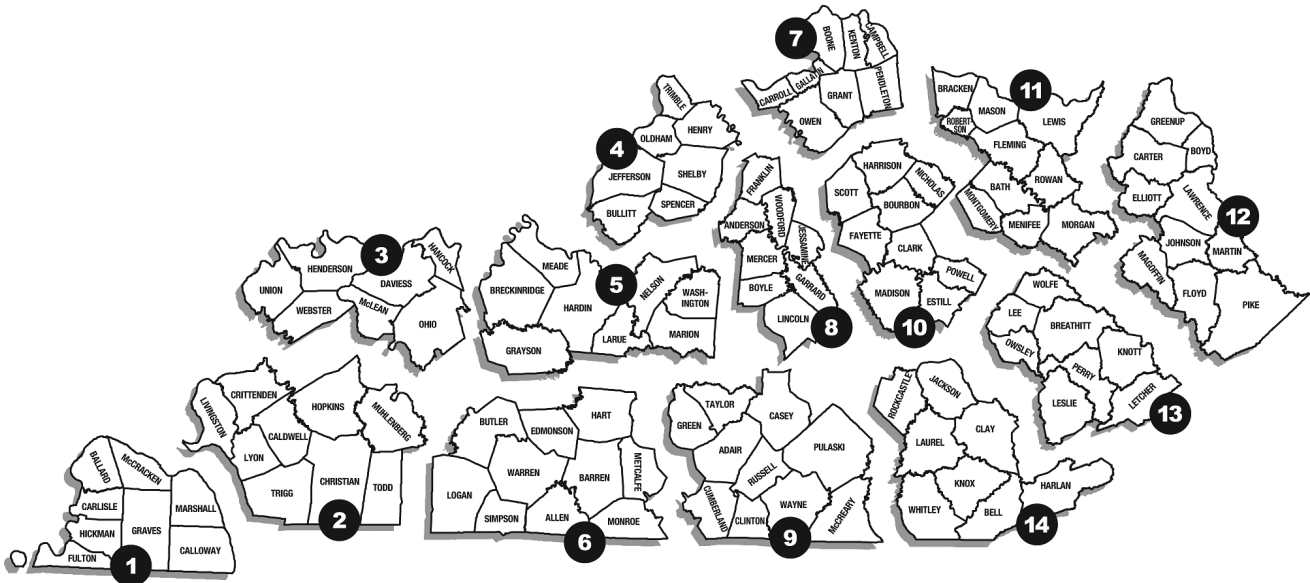 BALLARD
McCRACKEN
CARLISLE
HICKMAN
FULTON
GRAVES
MARSHALL
CALLOWAY
1
LIVINGSTON
CRITTENDEN
LYON
CALDWELL
HOPKINS
MUHLENBERG
TRIGG
CHRISTIAN
TODD
2
UNION
HENDERSON
WEBSTER
DAVIESS
McLEAN
HANCOCK
OHIO
3
TRIMBLE
OLDHAM
HENRY
JEFFERSON
SHELBY
BULLITT
SPENCER
4
BRECKINRIDGE
MEADE
HARDIN
GRAYSON
LARUE
NELSON
WASH-
INGTON
MARION
5
BUTLER
EDMONSON
HART
LOGAN
WARREN
BARREN
METCALFE
SIMPSON
ALLEN
MONROE
6
BOONE
KENTON
CAMPBELL
CARROLL
GALLATIN
GRANT
PENDLETON
OWEN
7
FRANKLIN
WOODFORD
ANDERSON
JESSAMINE
MERCER
GARRARD
BOYLE
LINCOLN
8
TAYLOR
GREEN
CASEY
ADAIR
PULASKI
RUSSELL
CUMBERLAND
CLINTON
WAYNE
McCREARY
9
HARRISON
NICHOLAS
SCOTT
BOURBON
FAYETTE
CLARK
MADISON
POWELL
ESTILL
10
BRACKEN
MASON
ROBERT-
SON
LEWIS
FLEMING
ROWAN
BATH
MONTGOMERY
MENIFEE
MORGAN
11
GREENUP
CARTER
BOYD
ELLIOTT
LAWRENCE
JOHNSON
MARTIN
MAGOFFIN
FLOYD
PIKE
12
WOLFE
LEE
BREATHITT
OWSLEY
KNOTT
PERRY
LESLIE
LETCHER
13
ROCKCASTLE
JACKSON
LAUREL
CLAY
KNOX
WHITLEY
BELL
HARLAN
14